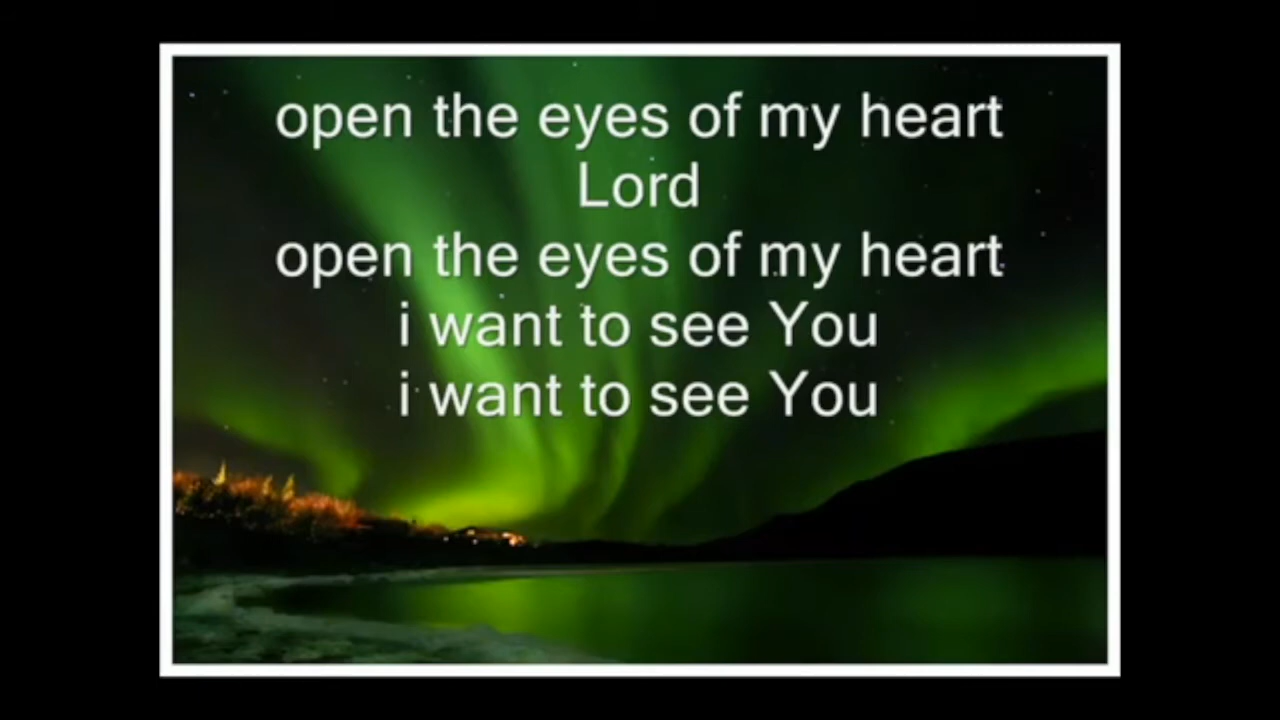 open the eyes of my heart
Lord
open the eyes of my heart
i want to see You
i want to see You